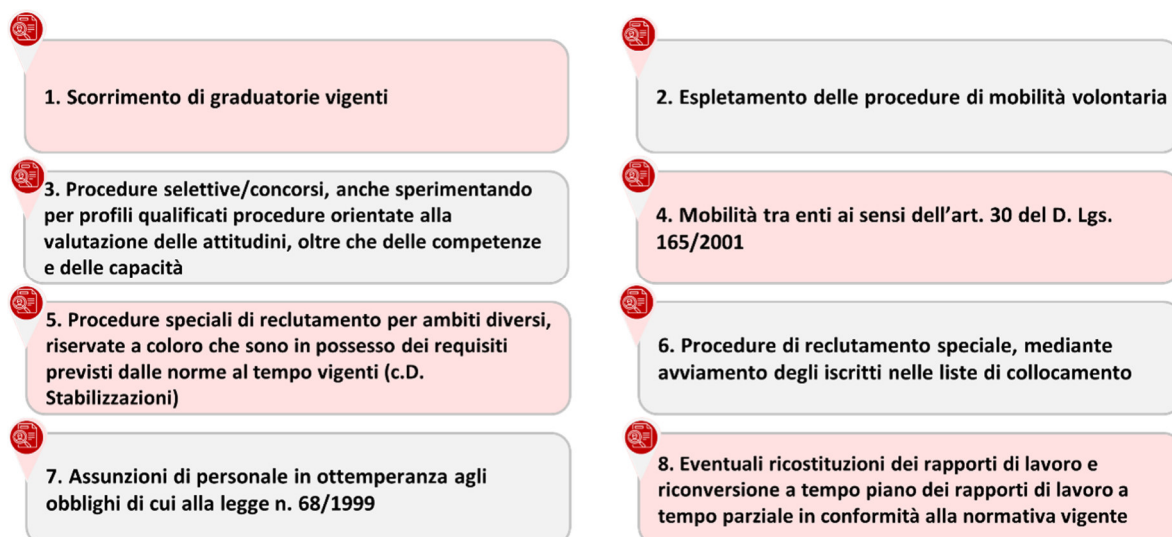 1. Scorrimento di graduatorie vigenti
2. Espletamento delle procedure di mobilità volontaria
3. Procedure selettive/concorsi, anche sperimentando
per profili qualificati procedure orientate alla
valutazione delle attitudini, oltre che delle competenze
e delle capacità
4. Mobilità tra enti ai sensi dell'art. 30 del D. Lgs.
165/2001
5. Procedure speciali di reclutamento per ambiti diversi,
riservate a coloro che sono in possesso dei requisiti
previsti dalle norme al tempo vigenti (c.D.
Stabilizzazioni)
6. Procedure di reclutamento speciale, mediante
avviamento degli iscritti nelle liste di collocamento
7. Assunzioni di personale in ottemperanza agli
obblighi di cui alla legge n. 68/1999
8. Eventuali ricostituzioni dei rapporti di lavoro e
riconversione a tempo piano dei rapporti di lavoro a
tempo parziale in conformità alla normativa vigente